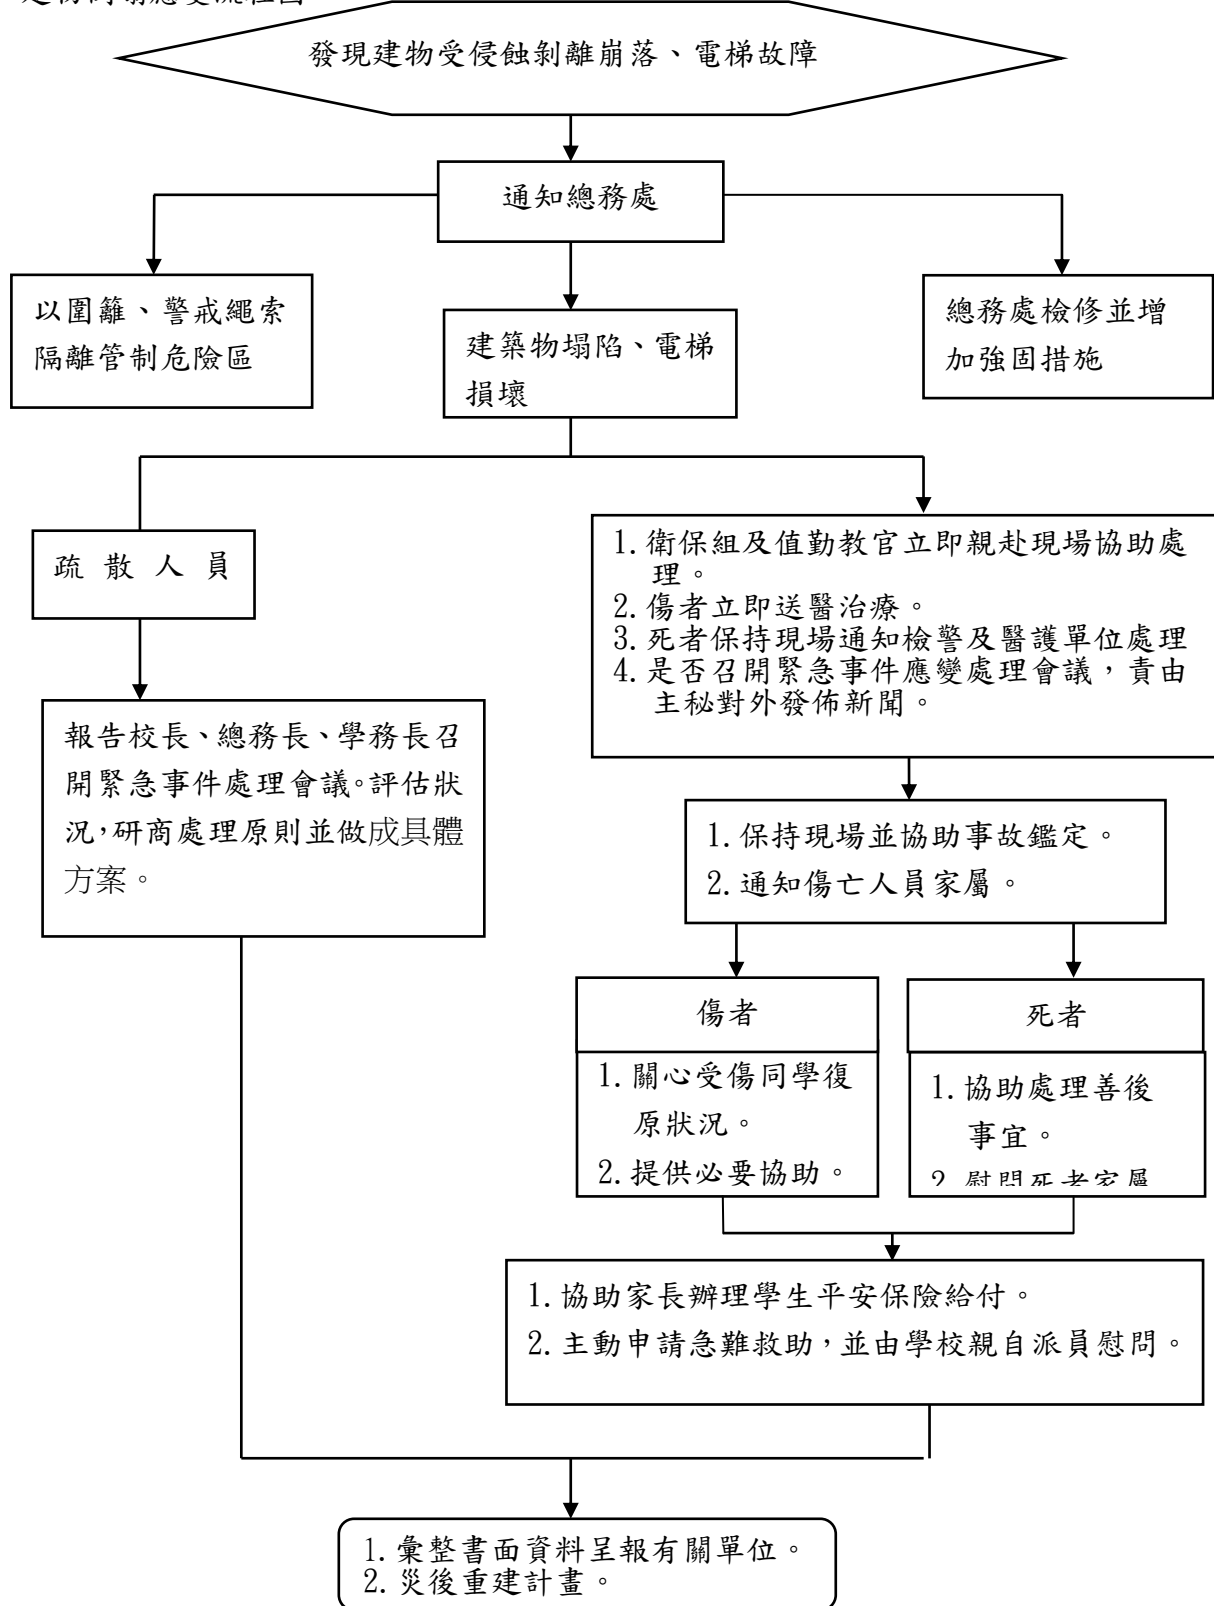 發現建物受侵蝕剝離崩落、電梯故障
通知總務處
以圍籬、警戒繩索
隔離管制危險區
建築物塌陷、電梯
損壞
總務處檢修並增
加強固措施
疏散人員
1.衛保組及值勤教官立即親赴現場協助處
理。
2.傷者立即送醫治療。
3.死者保持現場通知檢警及醫護單位處理
4.是否召開緊急事件應變處理會議，責由
主秘對外發佈新聞。
報告校長、總務長、學務長召
開緊急事件處理會議。評估狀
況，研商處理原則並做成具體
方案。
1.保持現場並協助事故鑑定。
2.通知傷亡人員家屬。
傷者
1.關心受傷同學復
原狀況。
2.提供必要協助。
死者
1.協助處理善後
事宜。
2.慰問死者家屬
1.協助家長辦理學生平安保險給付。
2.主動申請急難救助，並由學校親自派員慰問。
1.彙整書面資料呈報有關單位。
2.災後重建計畫。